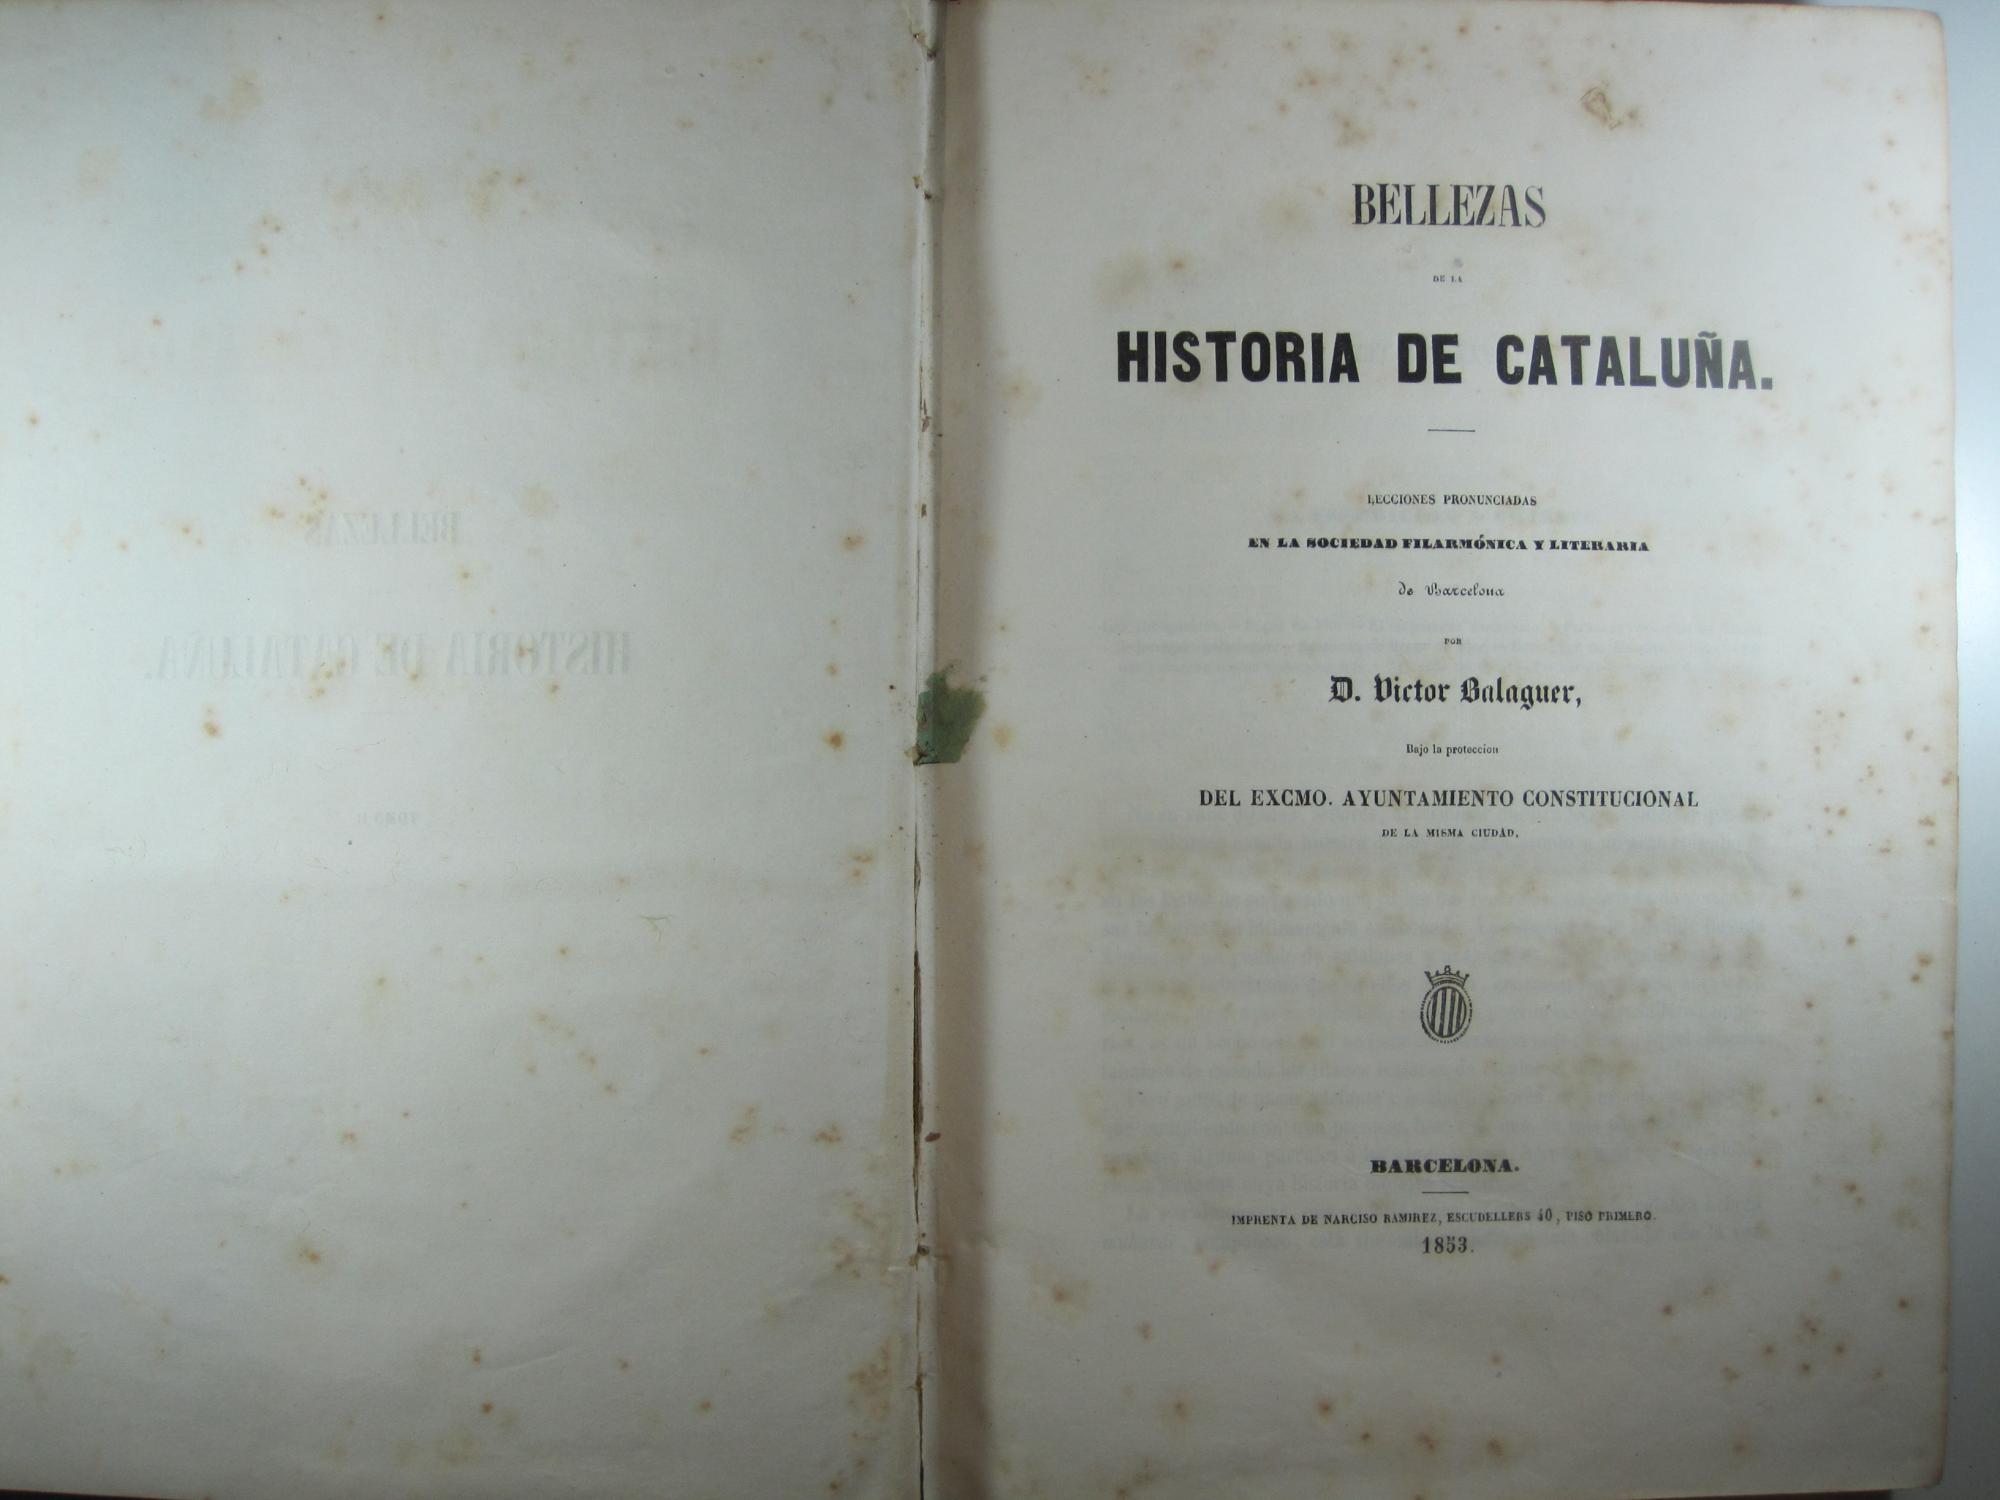 BELLEZAS
DE LA
HISTORIA DE CATALUÑA.
LECCIONES PRONUNCIADAS
EN LA SOCIEDAD FILARMÓNICA Y LITERARIA
de Barcelona
POR
D. Victor Balaguer,
Bajo la proteccion
DEL EXCMO. AYUNTAMIENTO CONSTITUCIONAL
DE LA MISMA CIUDAD.
BARCELONA.
IMPRENTA DE NARCISO RAMIREZ, ESCUDELLERS 40, PISO PRIMERO.
1853.